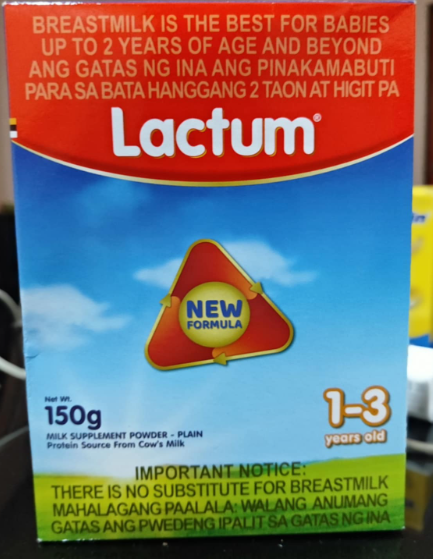 BREASTMILK IS THE BEST FOR BABIES
UP TO 2 YEARS OF AGE AND BEYOND
ANG GATAS NG INA ANG PINAKAMABUTI
PARA SA BATA HANGGANG 2 TAON AT HIGIT PA
Lactum®
NEW
FORMULA
Net Wt.
150g
MILK SUPPLEMENT POWDER - PLAIN
Protein Source From Cow's Milk
1-3
years old
IMPORTANT NOTICE:
THERE IS NO SUBSTITUTE FOR BREASTMILK
MAHALAGANG PAALALA: WALANG ANUMANG
GATAS ANG PWEDENG IPALIT SA GATAS NG INA